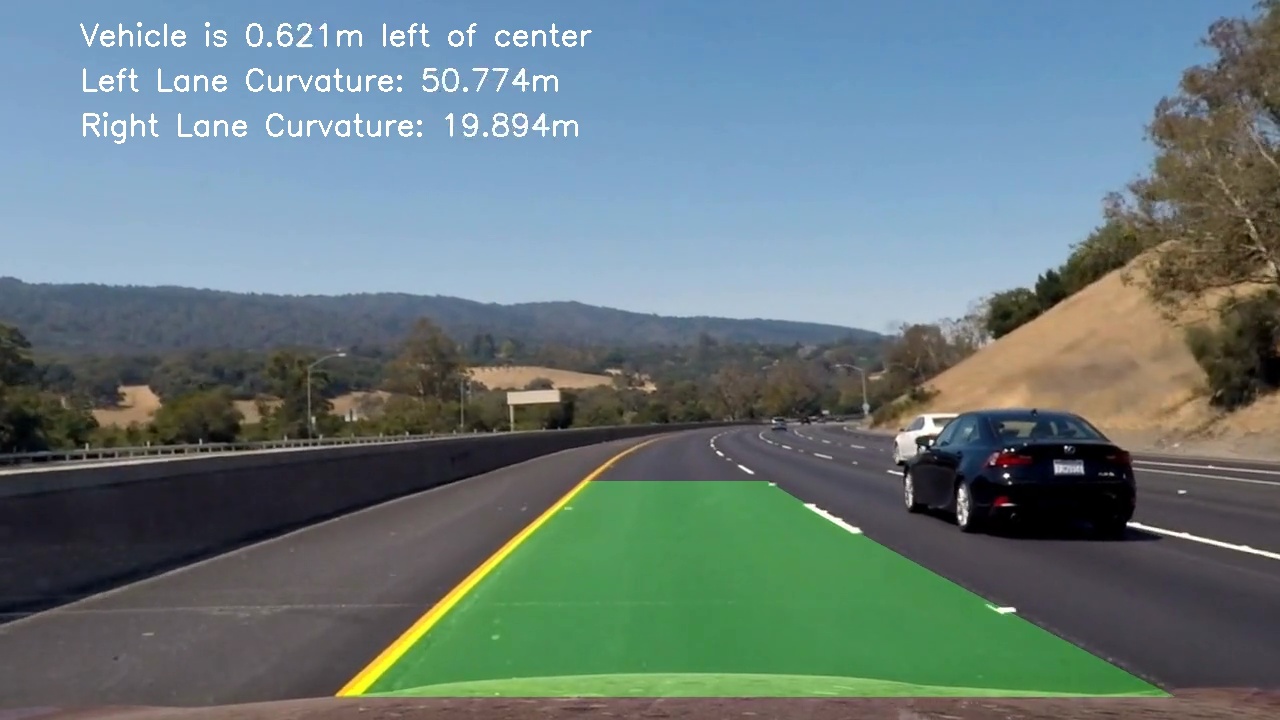 Vehicle is 0.621m left of center
Left Lane Curvature: 50.774m
Right Lane Curvature: 19.894m